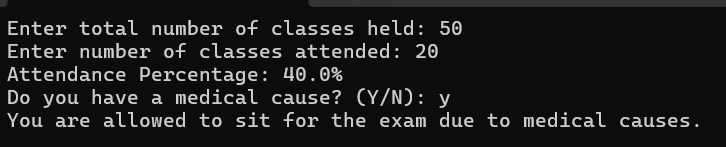 Enter total number of classes held: 50
Enter number of classes attended: 20
Attendance Percentage: 40.0%
Do you have a medical cause? (Y/N): y
You are allowed to sit for the exam due to medical causes.